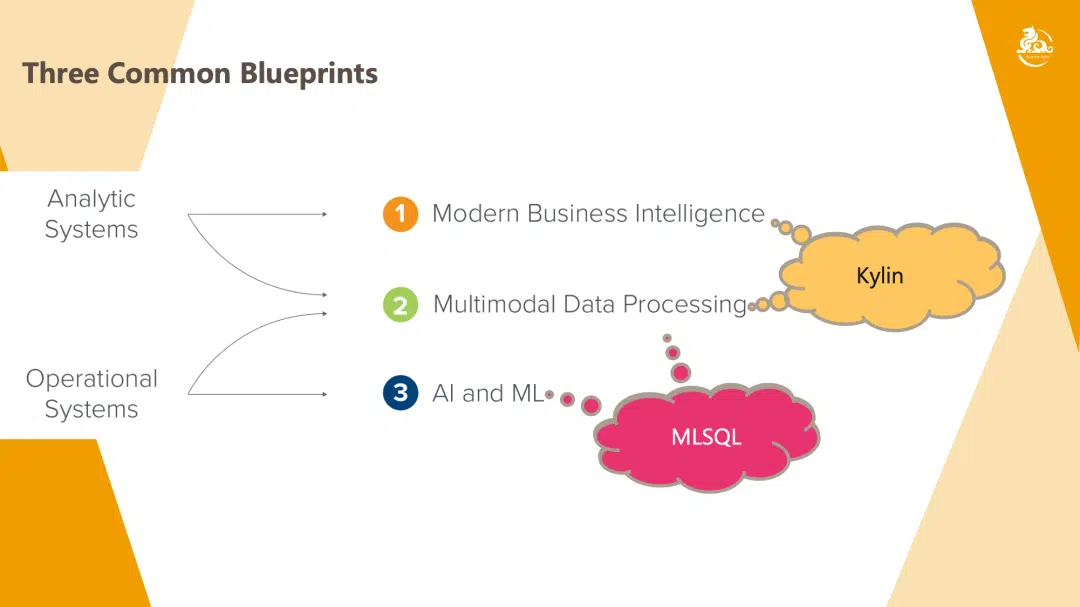 Three Common Blueprints
Analytic
Systems
1 Modern Business Intelligence
Kylin
2 Multimodal Data Processing
Operational
Systems
3 AI and ML
MLSQL